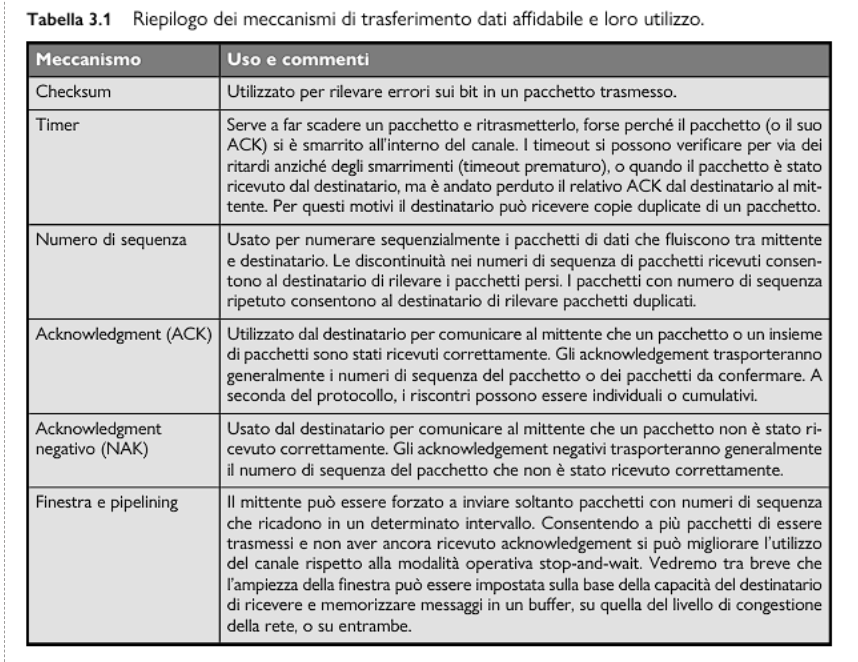 Tabella 3.1 Riepilogo dei meccanismi di trasferimento dati affidabile e loro utilizzo.
Meccanismo Uso e commenti
Checksum Utilizzato per rilevare errori sui bit in un pacchetto trasmesso.
Timer Serve a far scadere un pacchetto e ritrasmetterlo, forse perché il pacchetto (o il suo
ACK) si è smarrito all'interno del canale. I timeout si possono verificare per via dei
ritardi anziché degli smarrimenti (timeout prematuro), o quando il pacchetto è stato
ricevuto dal destinatario, ma è andato perduto il relativo ACK dal destinatario al mit-
tente. Per questi motivi il destinatario può ricevere copie duplicate di un pacchetto.
Numero di sequenza Usato per numerare sequenzialmente i pacchetti di dati che fluiscono tra mittente
e destinatario. Le discontinuità nei numeri di sequenza di pacchetti ricevuti consen-
tono al destinatario di rilevare i pacchetti persi. I pacchetti con numero di sequenza
ripetuto consentono al destinatario di rilevare pacchetti duplicati.
Acknowledgment (ACK) Utilizzato dal destinatario per comunicare al mittente che un pacchetto o un insieme
di pacchetti sono stati ricevuti correttamente. Gli acknowledgement trasporteranno
generalmente i numeri di sequenza del pacchetto o dei pacchetti da confermare. A
seconda del protocollo, i riscontri possono essere individuali o cumulativi.
Acknowledgment Usato dal destinatario per comunicare al mittente che un pacchetto non è stato ri-
negativo (NAK) cevuto correttamente. Gli acknowledgement negativi trasporteranno generalmente
il numero di sequenza del pacchetto che non è stato ricevuto correttamente.
Finestra e pipelining Il mittente può essere forzato a inviare soltanto pacchetti con numeri di sequenza
che ricadono in un determinato intervallo. Consentendo a più pacchetti di essere
trasmessi e non aver ancora ricevuto acknowledgement si può migliorare l'utilizzo
del canale rispetto alla modalità operativa stop-and-wait. Vedremo tra breve che
l'ampiezza della finestra può essere impostata sulla base della capacità del destinatario
di ricevere e memorizzare messaggi in un buffer, su quella del livello di congestione
della rete, o su entrambe.